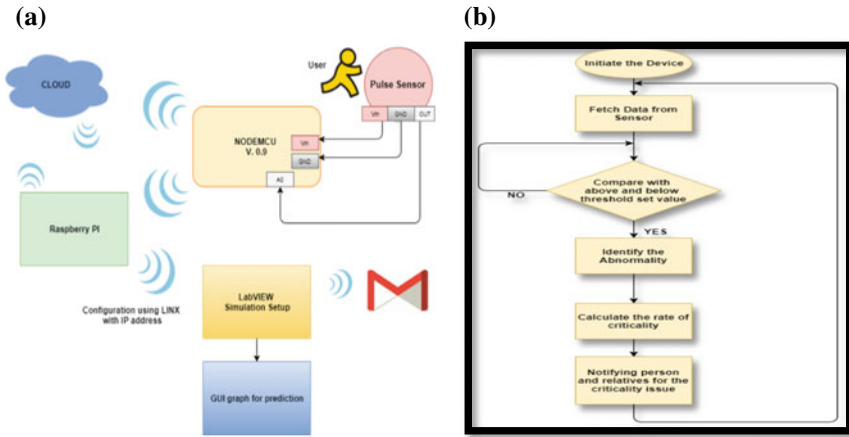 (a)
CLOUD
User
Pulse Sensor
Vin
GND
OUT
NODEMCU
V. 0.9
Vin
GND
A0
Raspberry PI
Configuration using LINX
with IP address
LabVIEW
Simulation Setup
GUI graph for prediction
(b)
Initiate the Device
Fetch Data from
Sensor
Compare with
above and below
threshold set value
NO
YES
Identify the
Abnormality
Calculate the rate of
criticality
Notifying person
and relatives for the
criticality issue